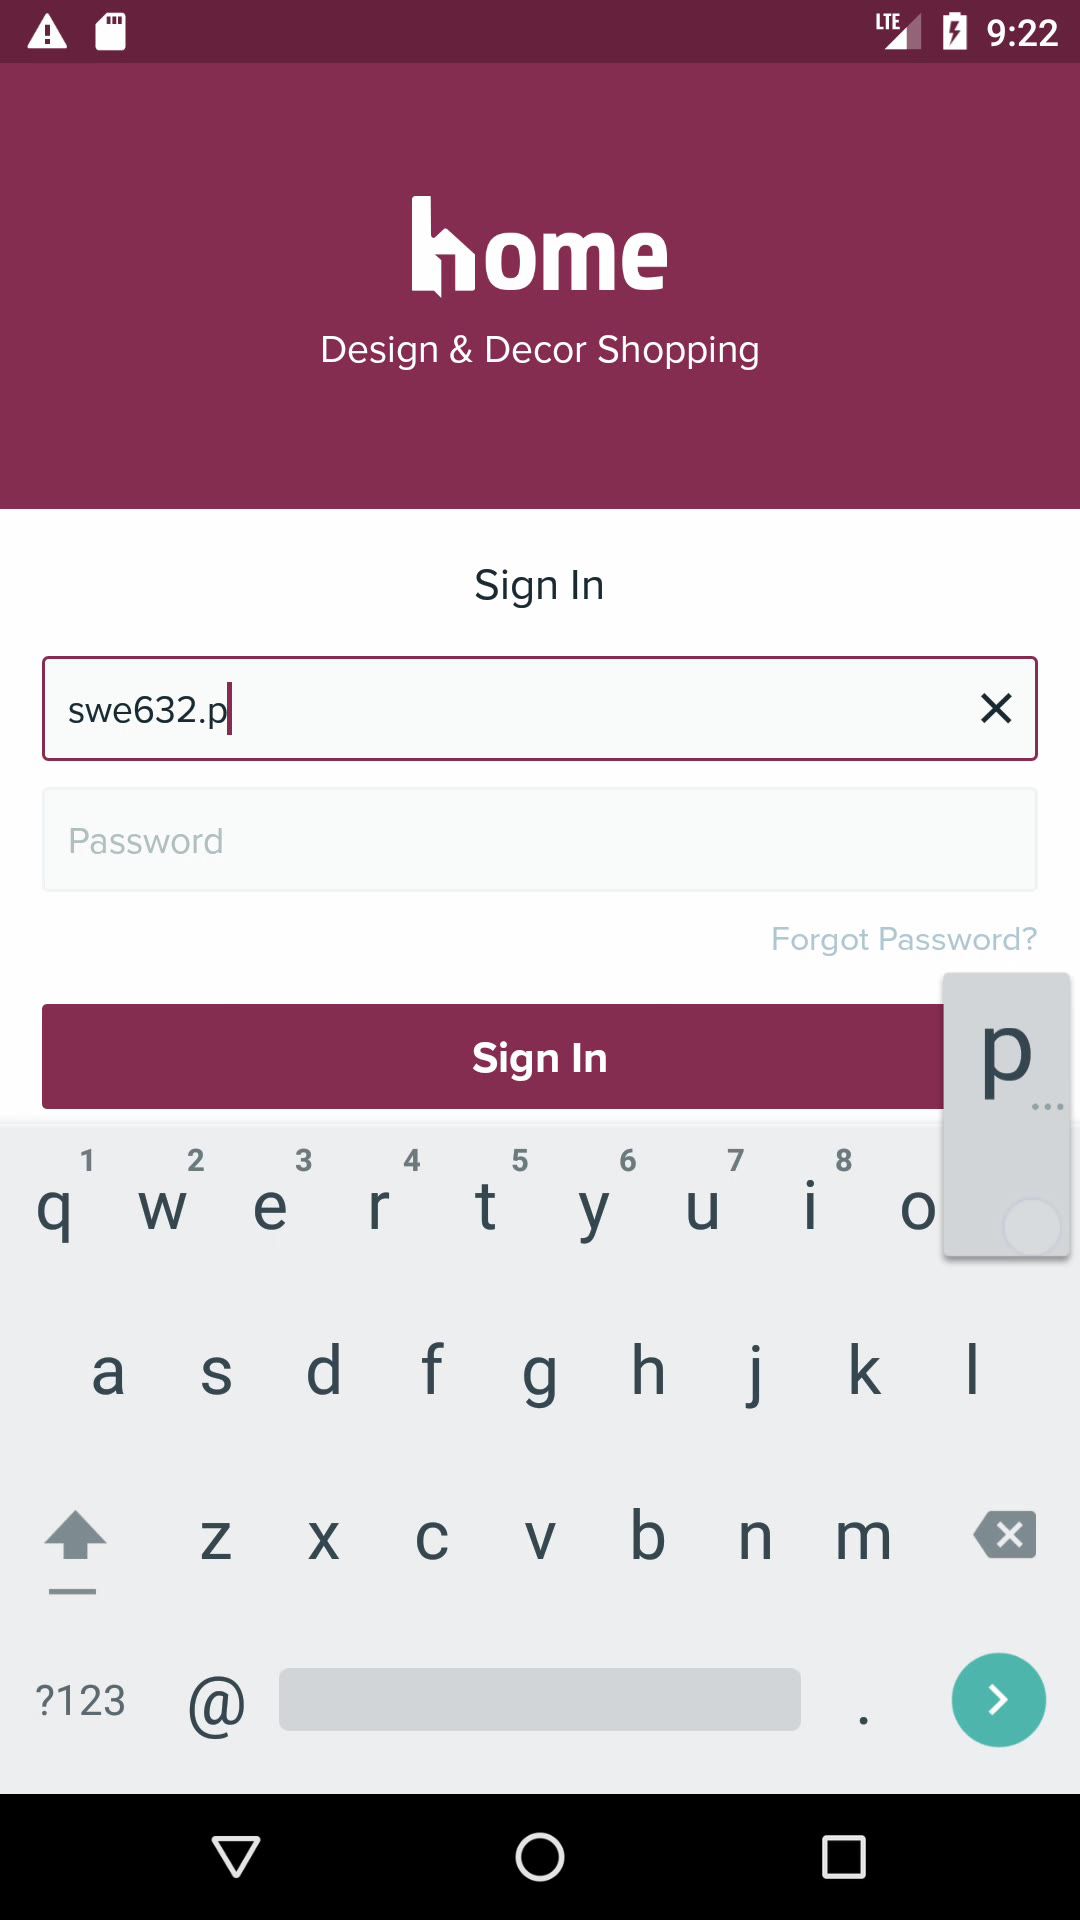 LTE 9:22
home
Design & Decor Shopping
Sign In
swe632.p
Password
Forgot Password?
Sign In
p
...
1 2 3 4 5 6 7 8
q w e r t y u i o
a s d f g h j k l
z x c v b n m
?123 @ .